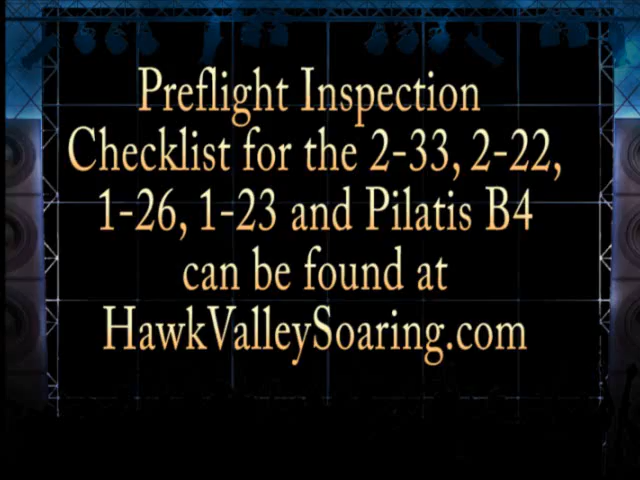 Preflight Inspection
Checklist for the 2-33, 2-22,
1-26, 1-23 and Pilatis B4
can be found at
HawkValleySoaring.com